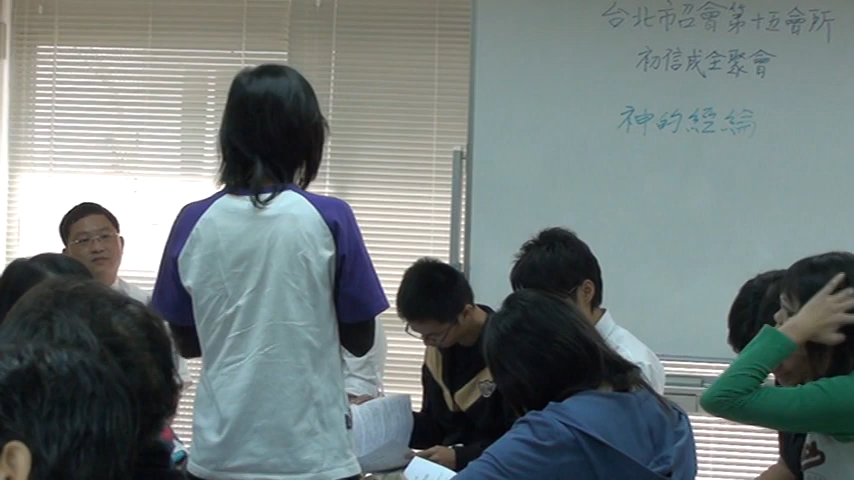 台北市召會第十五會所
初信成全聚會
神的經綸